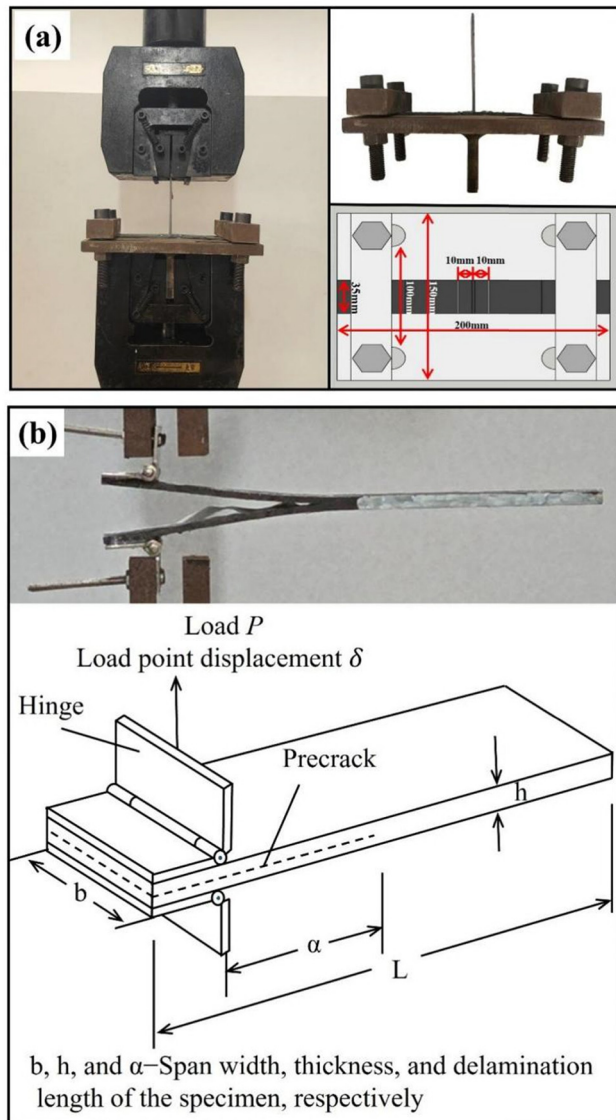 (a)
10mm 10mm
35mm
100mm
150mm
200mm
(b)
Load P
Load point displacement δ
Hinge
Precrack
h
b
α
L
b, h, and α−Span width, thickness, and delamination
length of the specimen, respectively